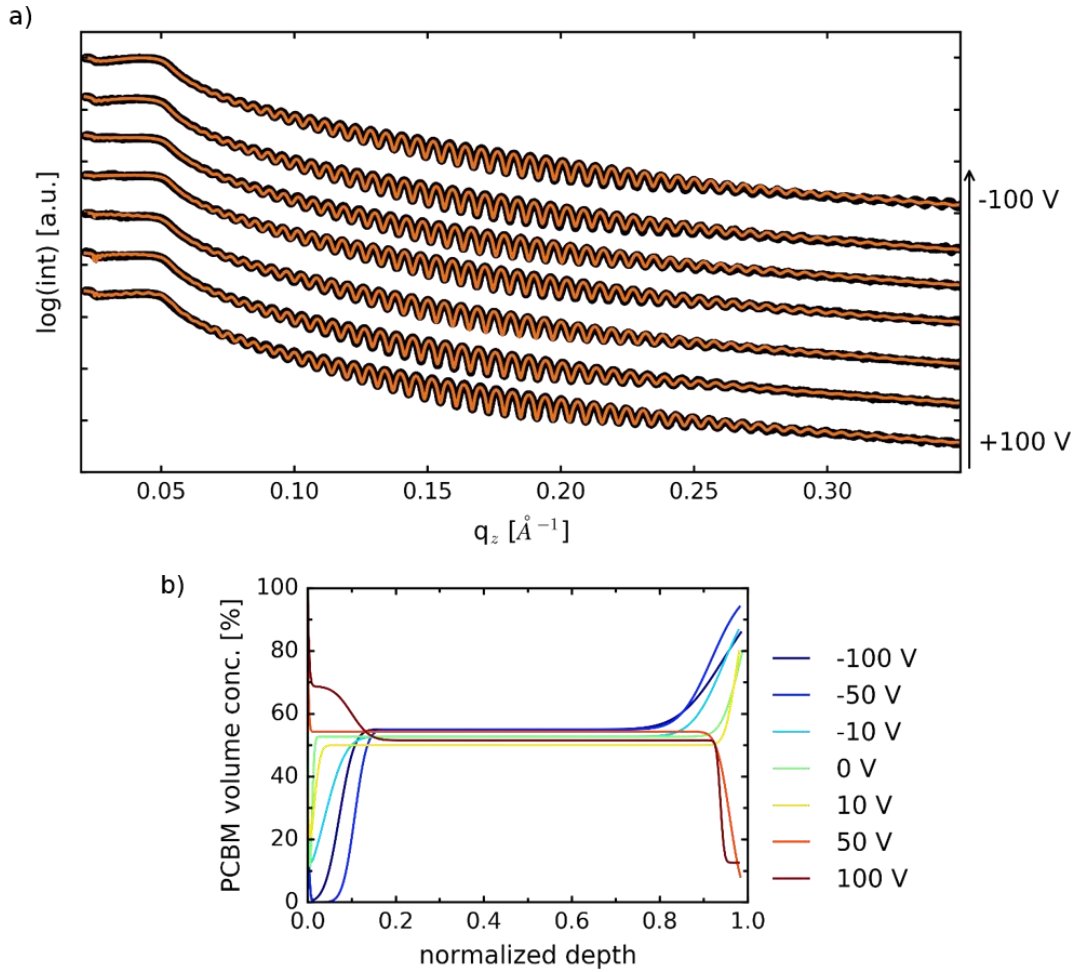 a)
log(int) [a.u.]
-100 V
+100 V
0.05 0.10 0.15 0.20 0.25 0.30
q_z [Å⁻¹]
b)
PCBM volume conc. [%]
100
80
60
40
20
0
0.0 0.2 0.4 0.6 0.8 1.0
normalized depth
-100 V
-50 V
-10 V
0 V
10 V
50 V
100 V